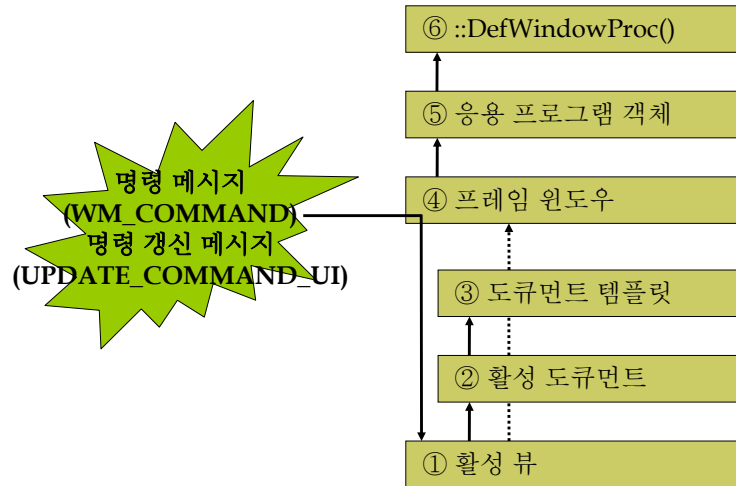 ⑥ ::DefWindowProc()
⑤ 응용 프로그램 객체
명령 메시지
(WM_COMMAND)
명령 갱신 메시지
(UPDATE_COMMAND_UI)
④ 프레임 윈도우
③ 도큐먼트 템플릿
② 활성 도큐먼트
① 활성 뷰